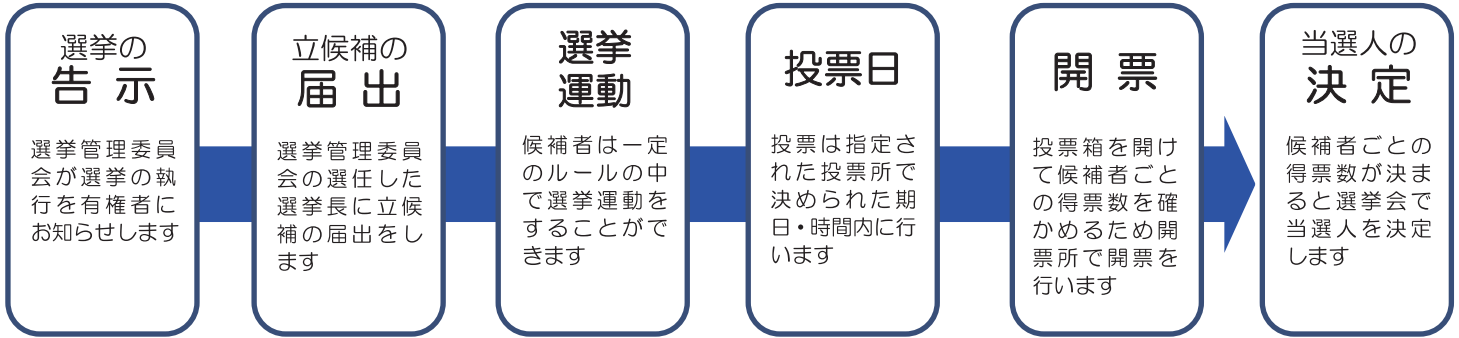 選挙の
告示
選挙管理委員
会が選挙の執
行を有権者に
お知らせします
立候補の
届出
選挙管理委員
会の選任した
選挙長に立候
補の届出をし
ます
選挙
運動
候補者は一定
のルールの中
で選挙運動を
することがで
きます
投票日
投票は指定さ
れた投票所で
決められた期
日・時間内に行
います
開票
投票箱を開け
て候補者ごと
の得票数を確
かめるため開
票所で開票を
行います
当選人の
決定
候補者ごとの
得票数が決ま
ると選挙会で
当選人を決定
します